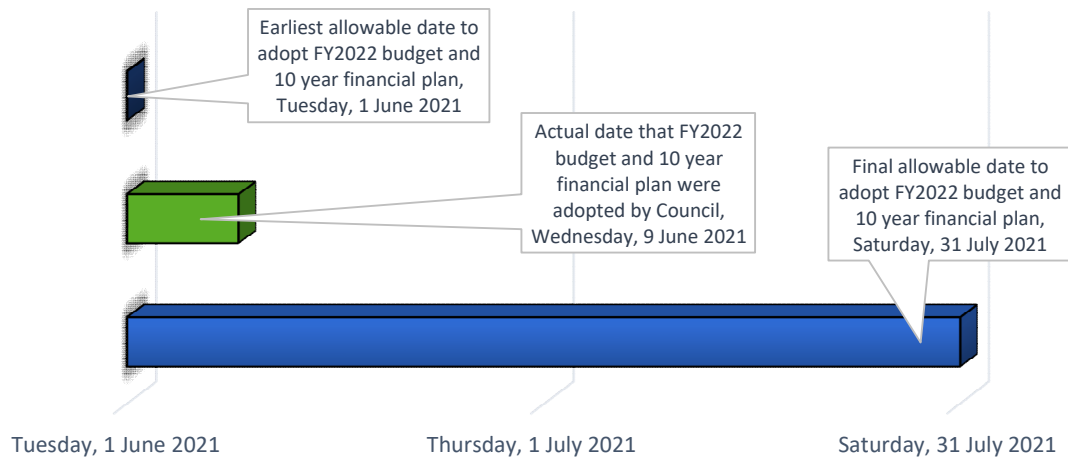 Earliest allowable date to
adopt FY2022 budget and
10 year financial plan,
Tuesday, 1 June 2021
Actual date that FY2022
budget and 10 year
financial plan were
adopted by Council,
Wednesday, 9 June 2021
Final allowable date to
adopt FY2022 budget and
10 year financial plan,
Saturday, 31 July 2021
Tuesday, 1 June 2021
Thursday, 1 July 2021
Saturday, 31 July 2021